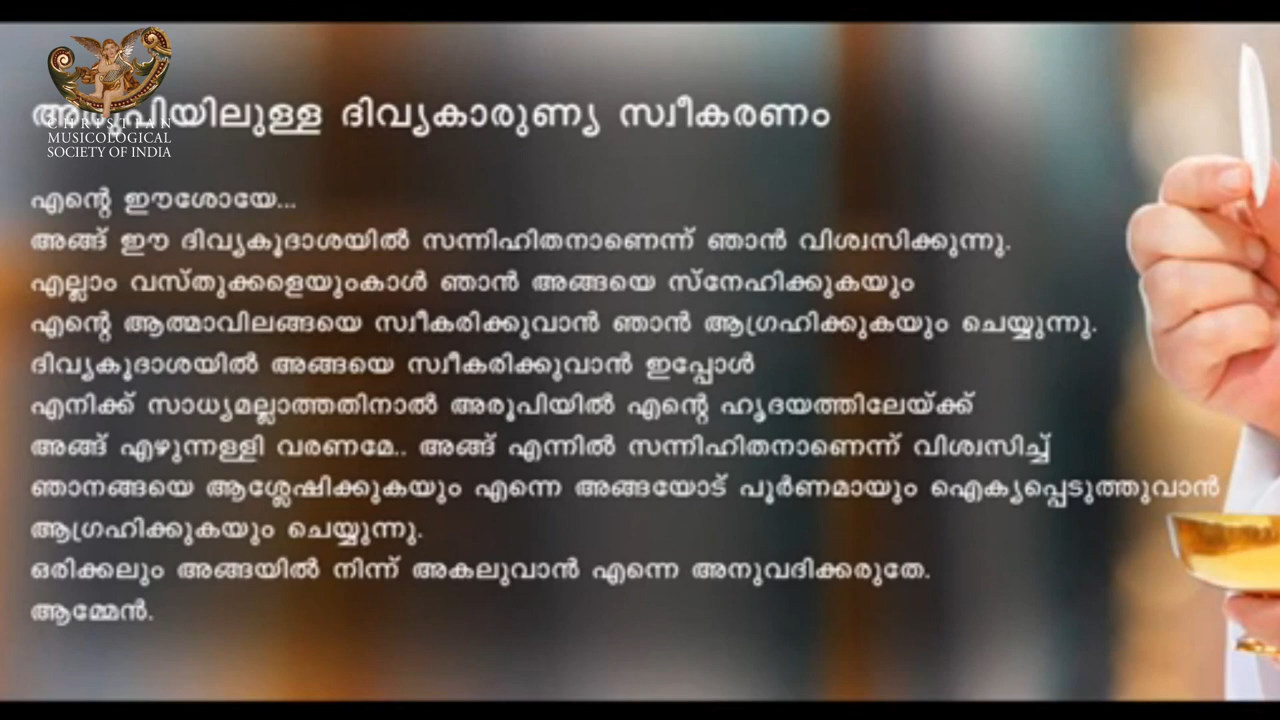 CHRISTIAN
MUSICOLOGICAL
SOCIETY OF INDIA
ദിവ്യകാരുണ്യ സ്വീകരണം
എന്റെ ഈശോയേ...
അങ്ങ് ഈ ദിവ്യകൂദാശയിൽ സന്നിഹിതനാണെന്ന് ഞാൻ വിശ്വസിക്കുന്നു.
എല്ലാം വസ്തുക്കളെയുംകാൾ ഞാൻ അങ്ങയെ സ്നേഹിക്കുകയും
എന്റെ ആത്മാവിലങ്ങയെ സ്വീകരിക്കുവാൻ ഞാൻ ആഗ്രഹിക്കുകയും ചെയ്യുന്നു.
ദിവ്യകൂദാശയിൽ അങ്ങയെ സ്വീകരിക്കുവാൻ ഇപ്പോൾ
എനിക്ക് സാധ്യമല്ലാത്തതിനാൽ അരൂപിയിൽ എന്റെ ഹൃദയത്തിലേയ്ക്ക്
അങ്ങ് എഴുന്നള്ളി വരണമേ.. അങ്ങ് എന്നിൽ സന്നിഹിതനാണെന്ന് വിശ്വസിച്ച്
ഞാനങ്ങയെ ആശ്ലേഷിക്കുകയും എന്നെ അങ്ങയോട് പൂർണമായും ഐക്യപ്പെടുത്തുവാൻ
ആഗ്രഹിക്കുകയും ചെയ്യുന്നു.
ഒരിക്കലും അങ്ങയിൽ നിന്ന് അകലുവാൻ എന്നെ അനുവദിക്കരുതേ.
ആമ്മേൻ.